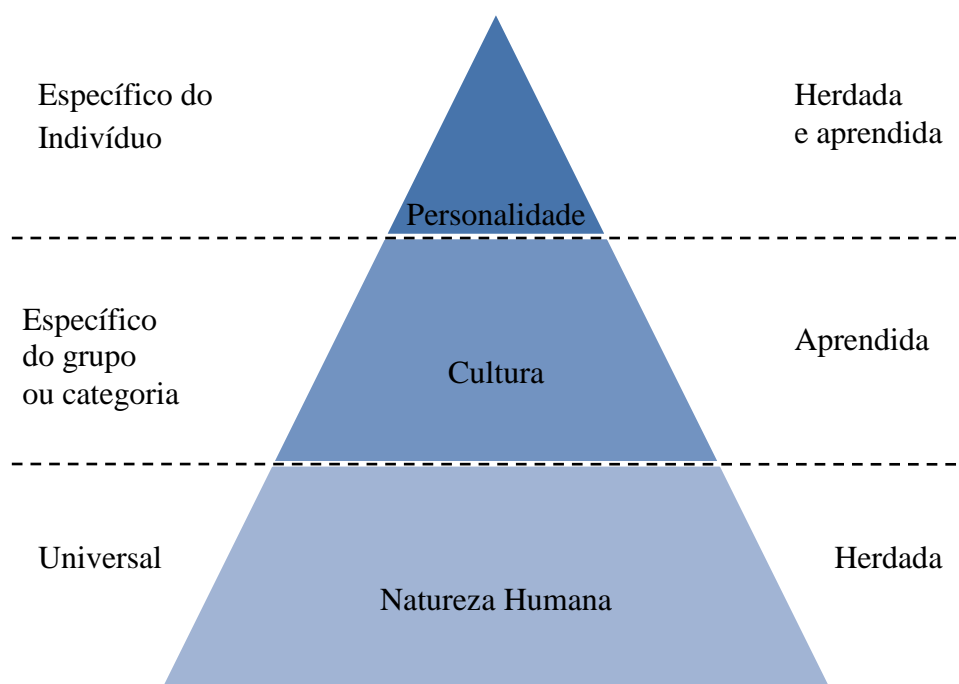 Específico do
Indivíduo
Herdada
e aprendida
Personalidade
Específico
do grupo
ou categoria
Aprendida
Cultura
Universal
Herdada
Natureza Humana